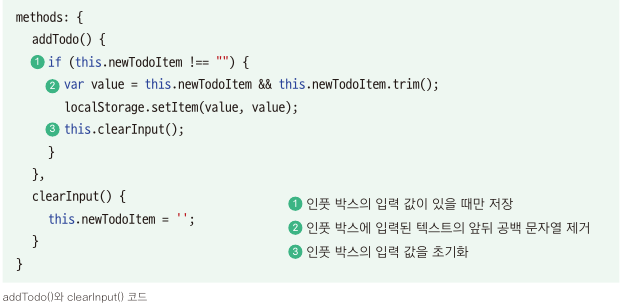 methods: {
addTodo() {
1 if (this.newTodoItem !== "") {
2 var value = this.newTodoItem && this.newTodoItem.trim();
localStorage.setItem(value, value);
3 this.clearInput();
}
},
clearInput() {
this.newTodoItem = '';
}
}
1 인풋 박스의 입력 값이 있을 때만 저장
2 인풋 박스에 입력된 텍스트의 앞뒤 공백 문자열 제거
3 인풋 박스의 입력 값을 초기화
addTodo()와 clearInput() 코드